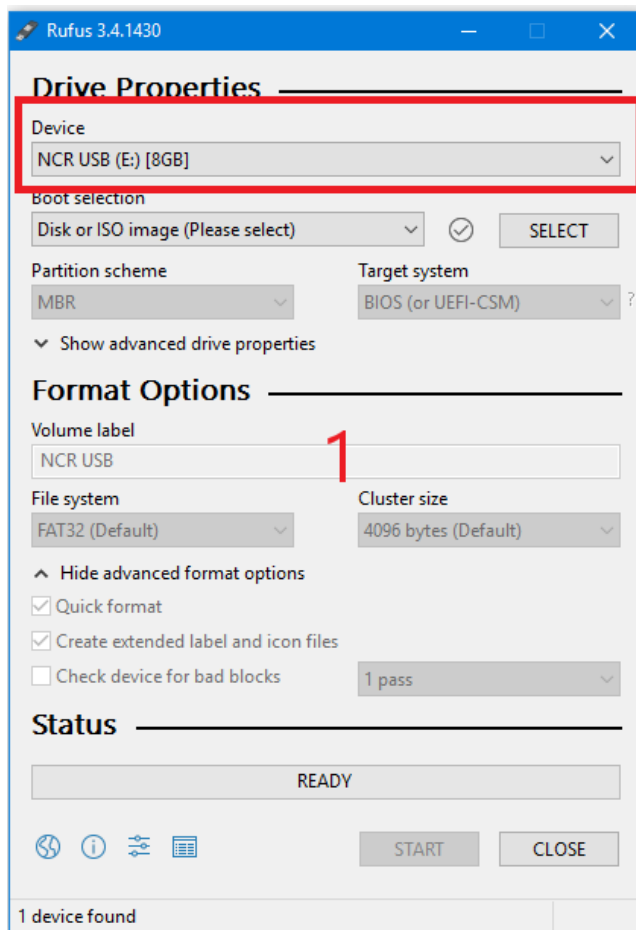 Rufus 3.4.1430
Drive Properties
Device
NCR USB (E:) [8GB]
Boot selection
Disk or ISO image (Please select)
SELECT
Partition scheme
Target system
MBR
BIOS (or UEFI-CSM)
?
Show advanced drive properties
Format Options
Volume label
1
NCR USB
File system
Cluster size
FAT32 (Default)
4096 bytes (Default)
Hide advanced format options
Quick format
Create extended label and icon files
Check device for bad blocks
1 pass
Status
READY
START
CLOSE
1 device found